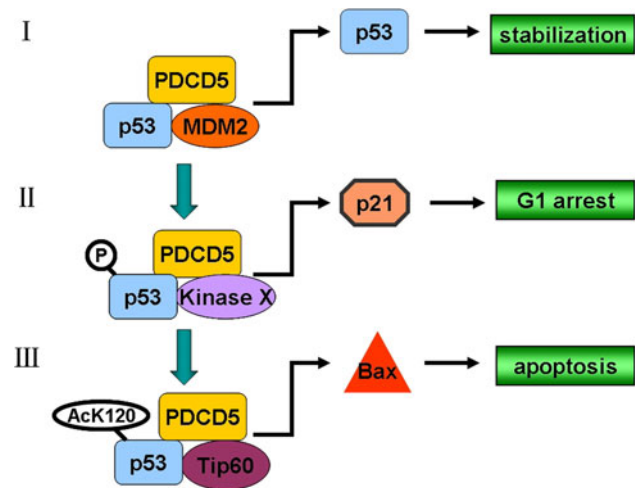 I
p53
stabilization
PDCD5
p53
MDM2
II
p21
G1 arrest
P
PDCD5
p53
Kinase X
III
Bax
apoptosis
AcK120
PDCD5
p53
Tip60